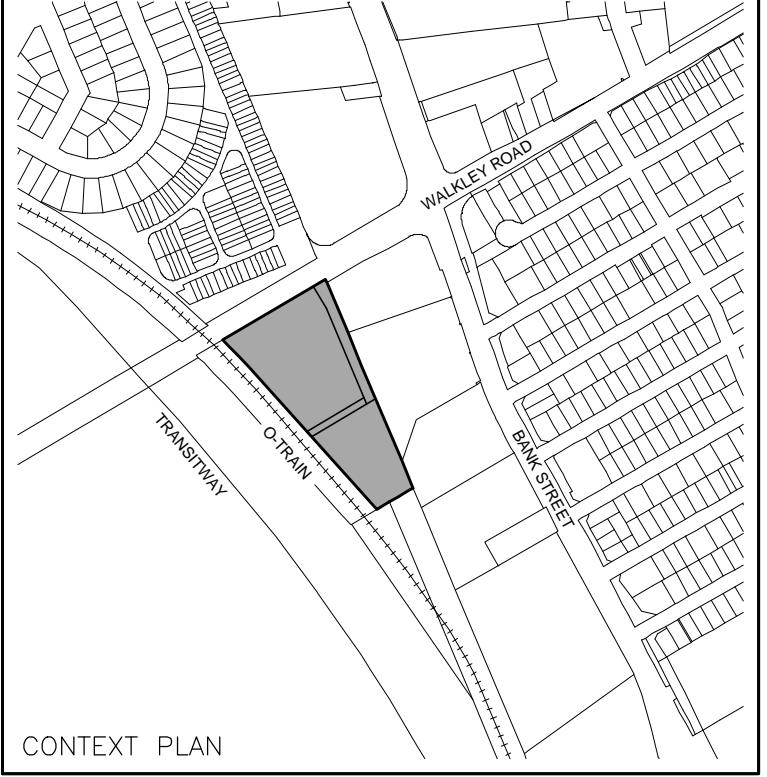 WALKLEY ROAD
TRANSITWAY
O-TRAIN
BANK STREET
CONTEXT PLAN